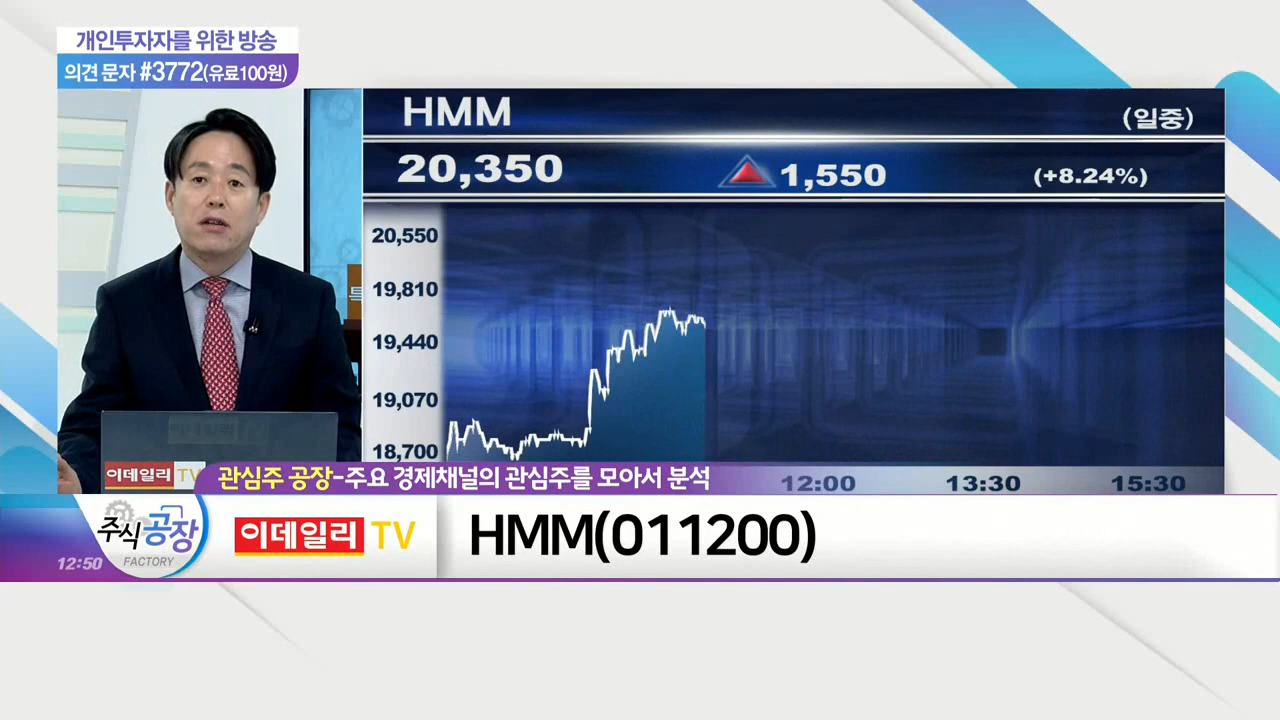 개인투자자를 위한 방송
의견 문자 #3772(유료100원)
HMM
(일중)
20,350
1,550
(+8.24%)
20,550
19,810
19,440
19,070
18,700
12:00
13:30
15:30
이데일리 TV
관심주 공장-주요 경제채널의 관심주를 모아서 분석
주식공장
FACTORY
12:50
이데일리 TV
HMM(011200)